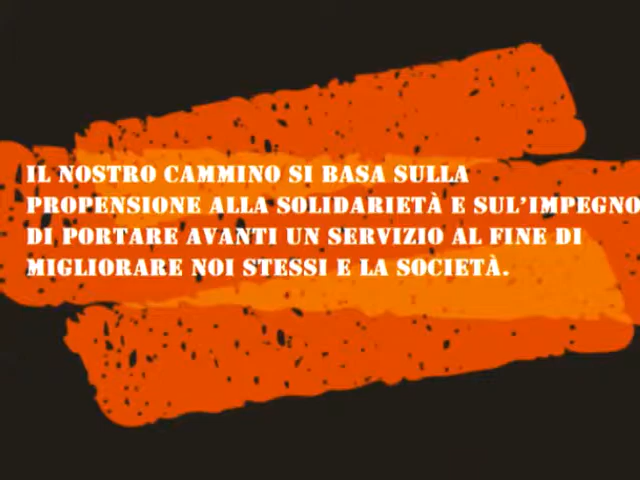 IL NOSTRO CAMMINO SI BASA SULLA
PROPENSIONE ALLA SOLIDARIETÀ E SUL'IMPEGNO
DI PORTARE AVANTI UN SERVIZIO AL FINE DI
MIGLIORARE NOI STESSI E LA SOCIETÀ.